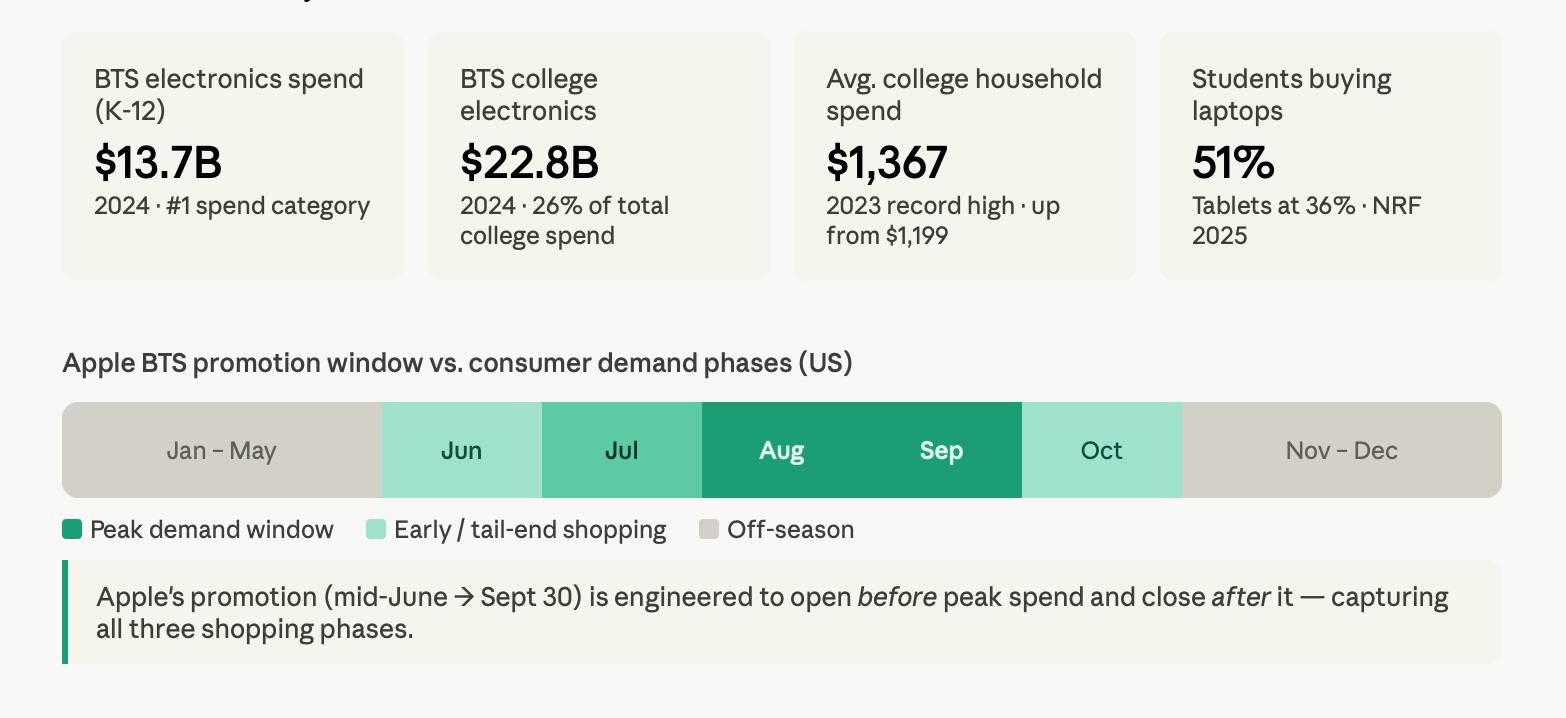 BTS electronics spend
(K-12)
$13.7B
2024 · #1 spend category
BTS college
electronics
$22.8B
2024 · 26% of total
college spend
Avg. college household
spend
$1,367
2023 record high · up
from $1,199
Students buying
laptops
51%
Tablets at 36% · NRF
2025
Apple BTS promotion window vs. consumer demand phases (US)
Jan – May
Jun
Jul
Aug
Sep
Oct
Nov – Dec
Peak demand window
Early / tail-end shopping
Off-season
Apple's promotion (mid-June → Sept 30) is engineered to open before peak spend and close after it — capturing
all three shopping phases.